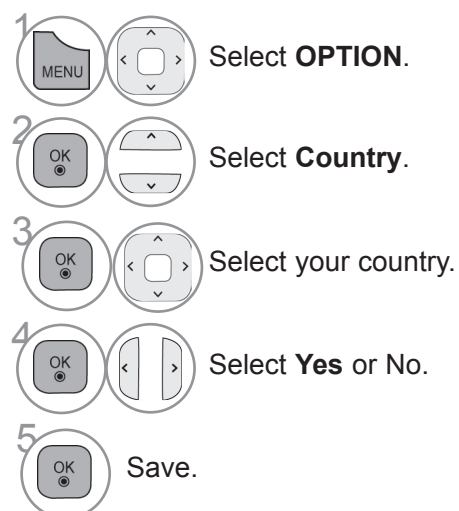 1 MENU Select OPTION.
2 OK Select Country.
3 OK Select your country.
4 OK Select Yes or No.
5 OK Save.